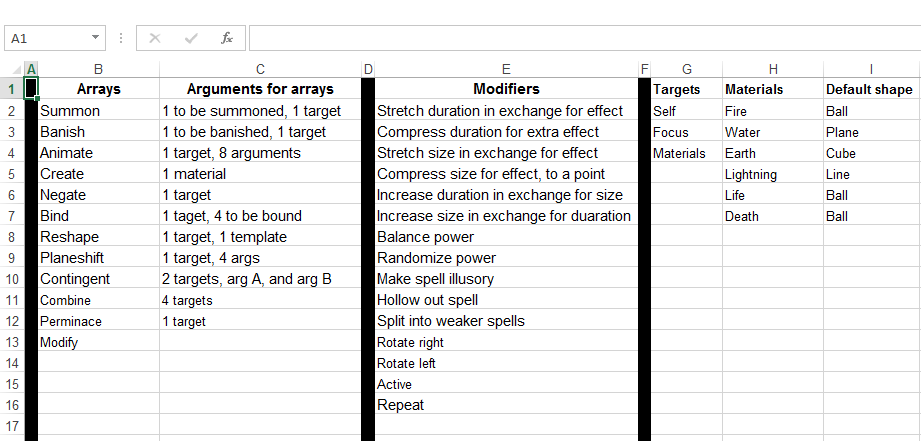 A1 fx
A B C D E F G H I
1 Arrays Arguments for arrays Modifiers Targets Materials Default shape
2 Summon 1 to be summoned, 1 target Stretch duration in exchange for effect Self Fire Ball
3 Banish 1 to be banished, 1 target Compress duration for extra effect Focus Water Plane
4 Animate 1 target, 8 arguments Stretch size in exchange for effect Materials Earth Cube
5 Create 1 material Compress size for effect, to a point Lightning Line
6 Negate 1 target Increase duration in exchange for size Life Ball
7 Bind 1 taget, 4 to be bound Increase size in exchange for duaration Death Ball
8 Reshape 1 target, 1 template Balance power
9 Planeshift 1 target, 4 args Randomize power
10 Contingent 2 targets, arg A, and arg B Make spell illusory
11 Combine 4 targets Hollow out spell
12 Perminace 1 target Split into weaker spells
13 Modify Rotate right
14 Rotate left
15 Active
16 Repeat
17